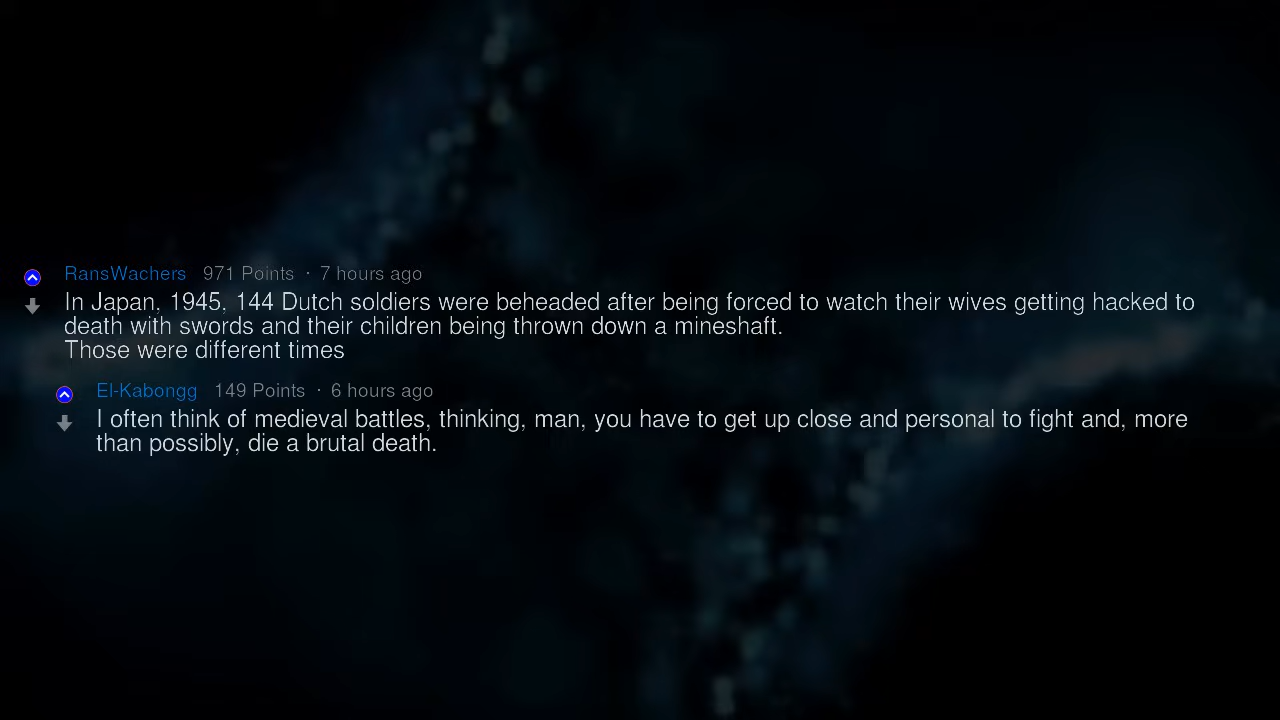 RansWachers 971 Points · 7 hours ago
In Japan, 1945, 144 Dutch soldiers were beheaded after being forced to watch their wives getting hacked to
death with swords and their children being thrown down a mineshaft.
Those were different times
El-Kabongg 149 Points · 6 hours ago
I often think of medieval battles, thinking, man, you have to get up close and personal to fight and, more
than possibly, die a brutal death.